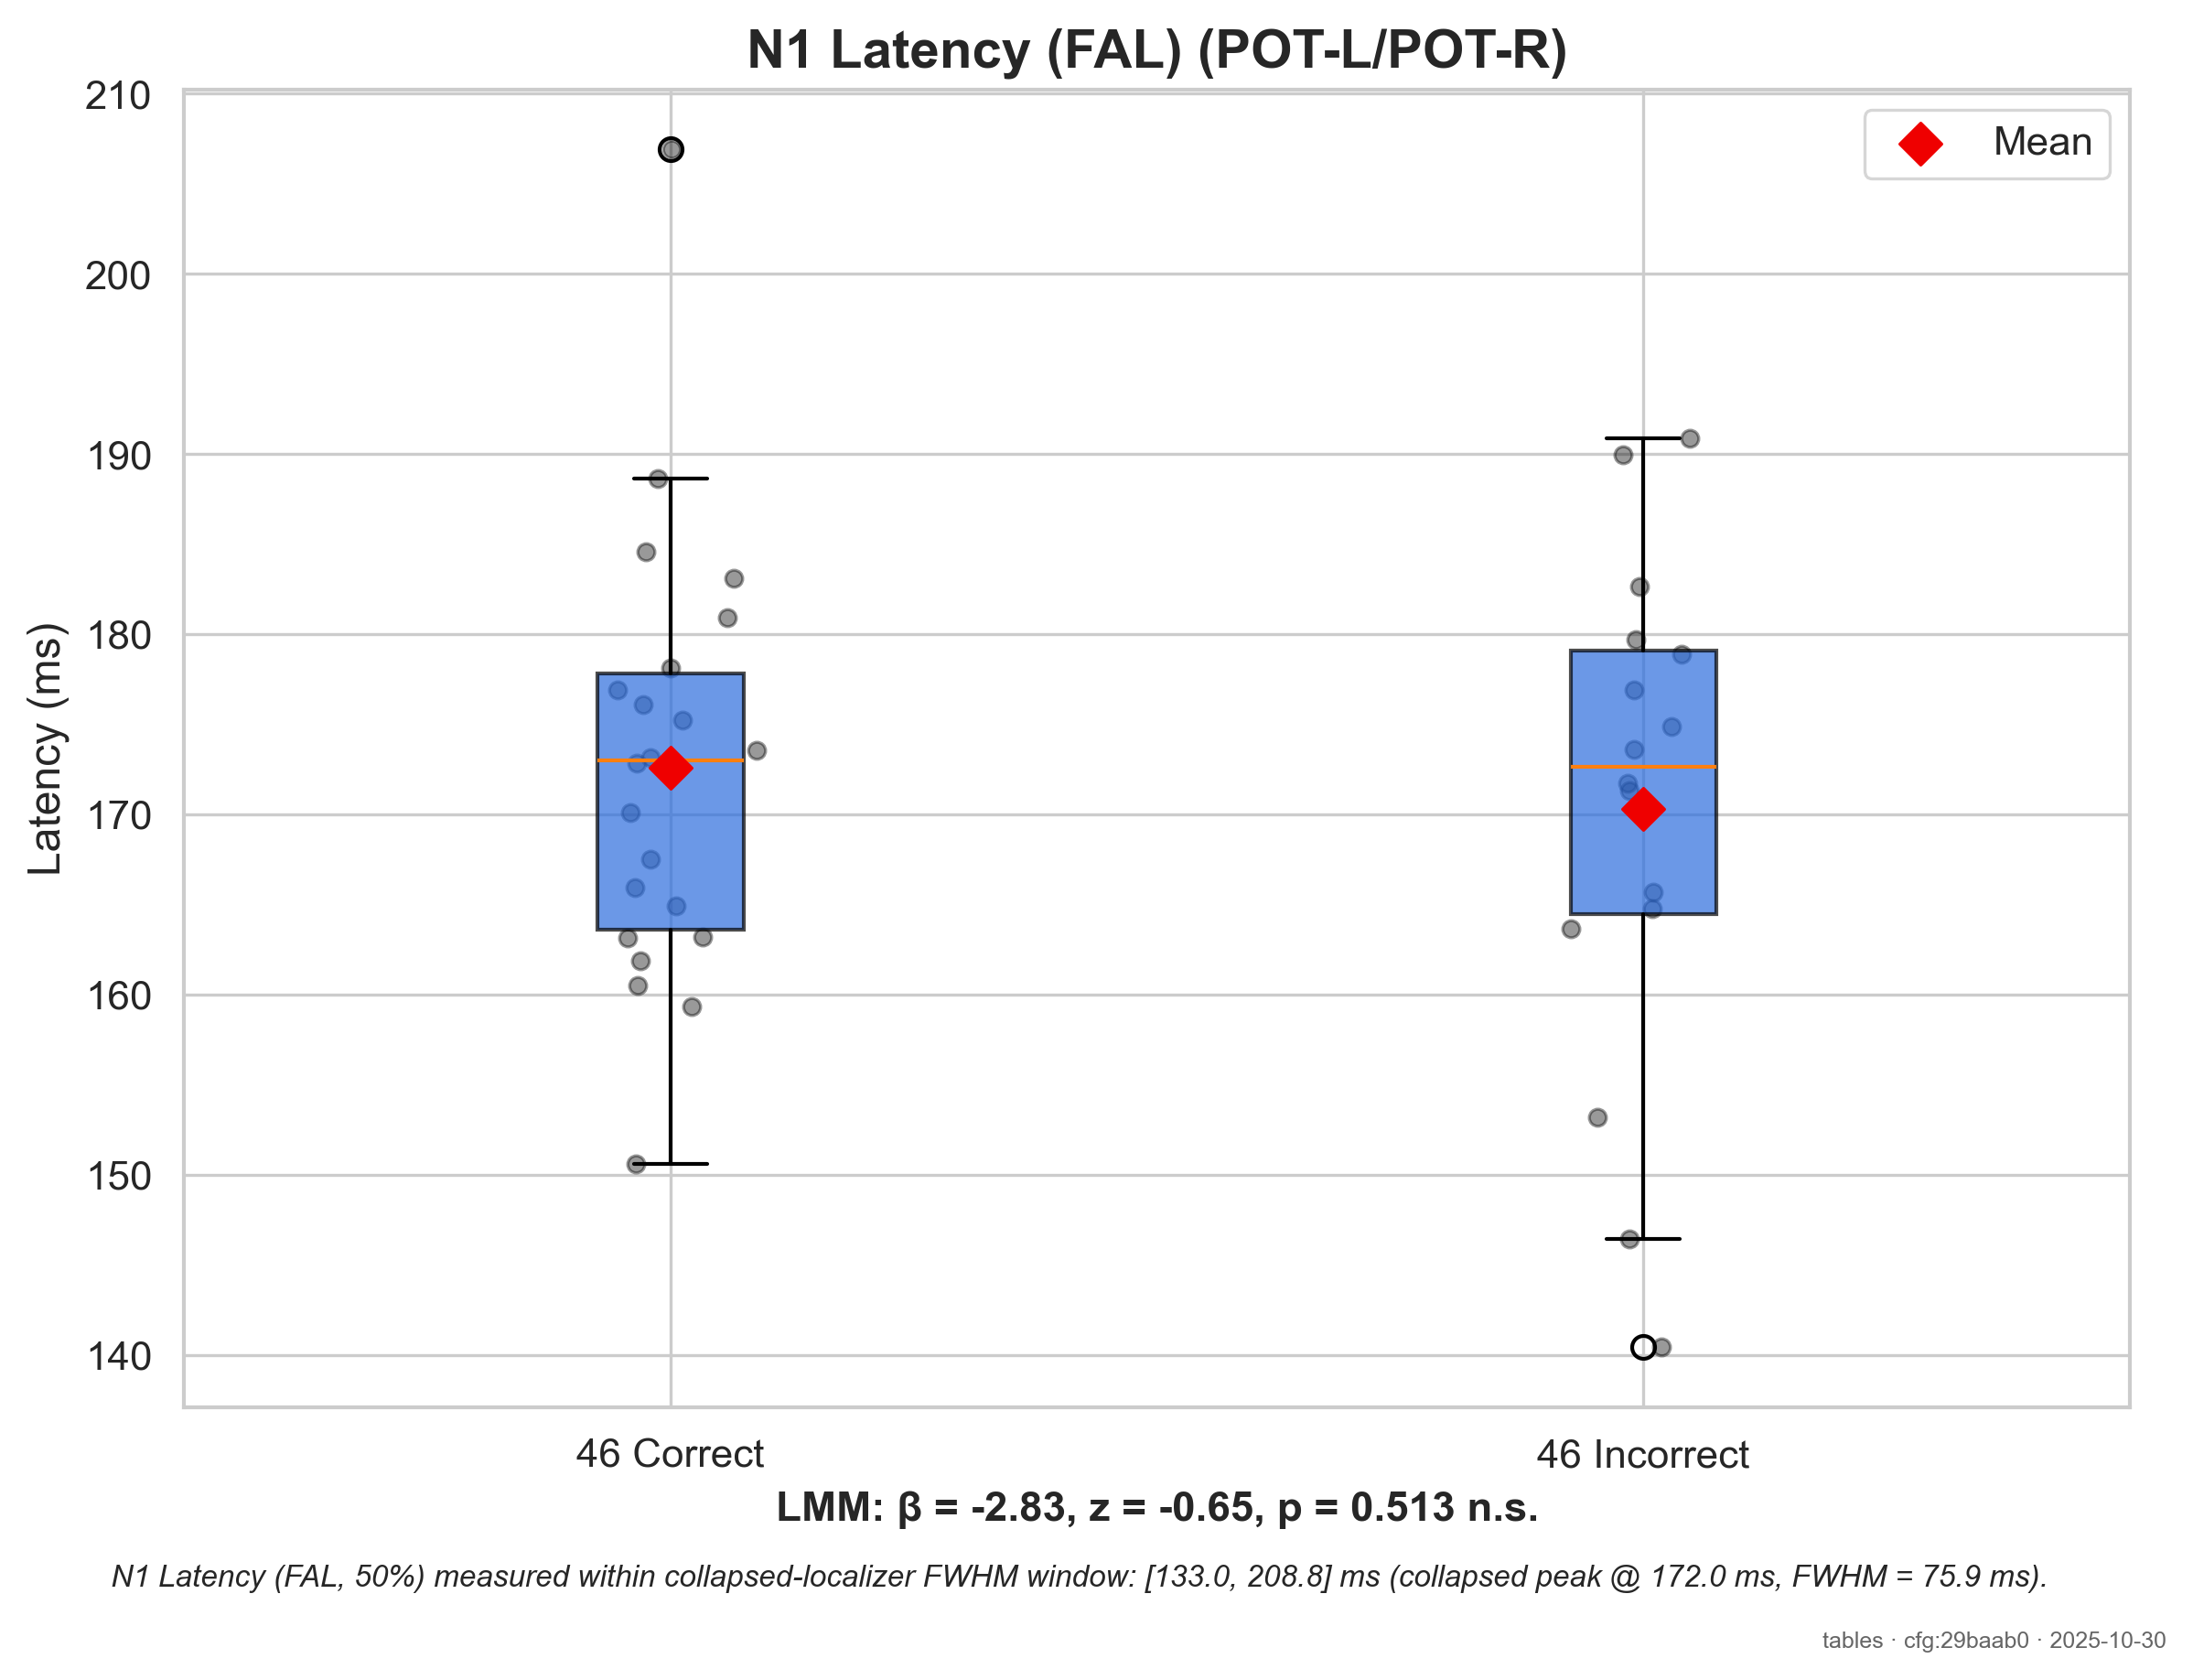 N1 Latency (FAL) (POT-L/POT-R)
210
200
190
180
170
160
150
140
Latency (ms)
Mean
46 Correct
46 Incorrect
LMM: β = -2.83, z = -0.65, p = 0.513 n.s.
N1 Latency (FAL, 50%) measured within collapsed-localizer FWHM window: [133.0, 208.8] ms (collapsed peak @ 172.0 ms, FWHM = 75.9 ms).
tables · cfg:29baab0 · 2025-10-30